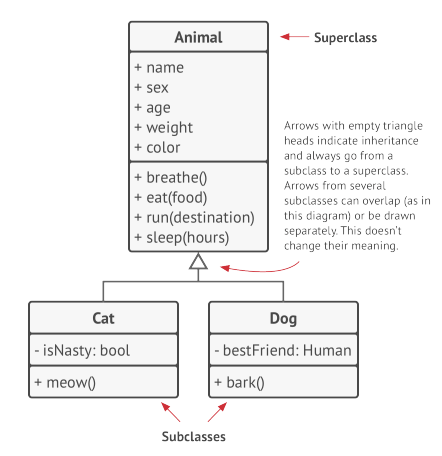 Animal
Superclass
+ name
+ sex
+ age
+ weight
+ color
+ breathe()
+ eat(food)
+ run(destination)
+ sleep(hours)
Arrows with empty triangle
heads indicate inheritance
and always go from a
subclass to a superclass.
Arrows from several
subclasses can overlap (as in
this diagram) or be drawn
separately. This doesn't
change their meaning.
Cat
- isNasty: bool
+ meow()
Dog
- bestFriend: Human
+ bark()
Subclasses